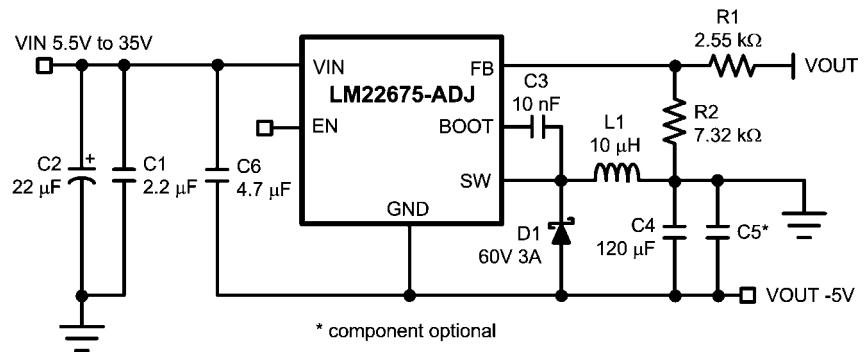 VIN 5.5V to 35V
R1
2.55 kΩ
VOUT
VIN
FB
C3
10 nF
LM22675-ADJ
R2
7.32 kΩ
EN
BOOT
L1
10 µH
C2
22 µF
+
C1
2.2 µF
C6
4.7 µF
SW
GND
D1
60V 3A
C4
120 µF
C5*
VOUT -5V
* component optional